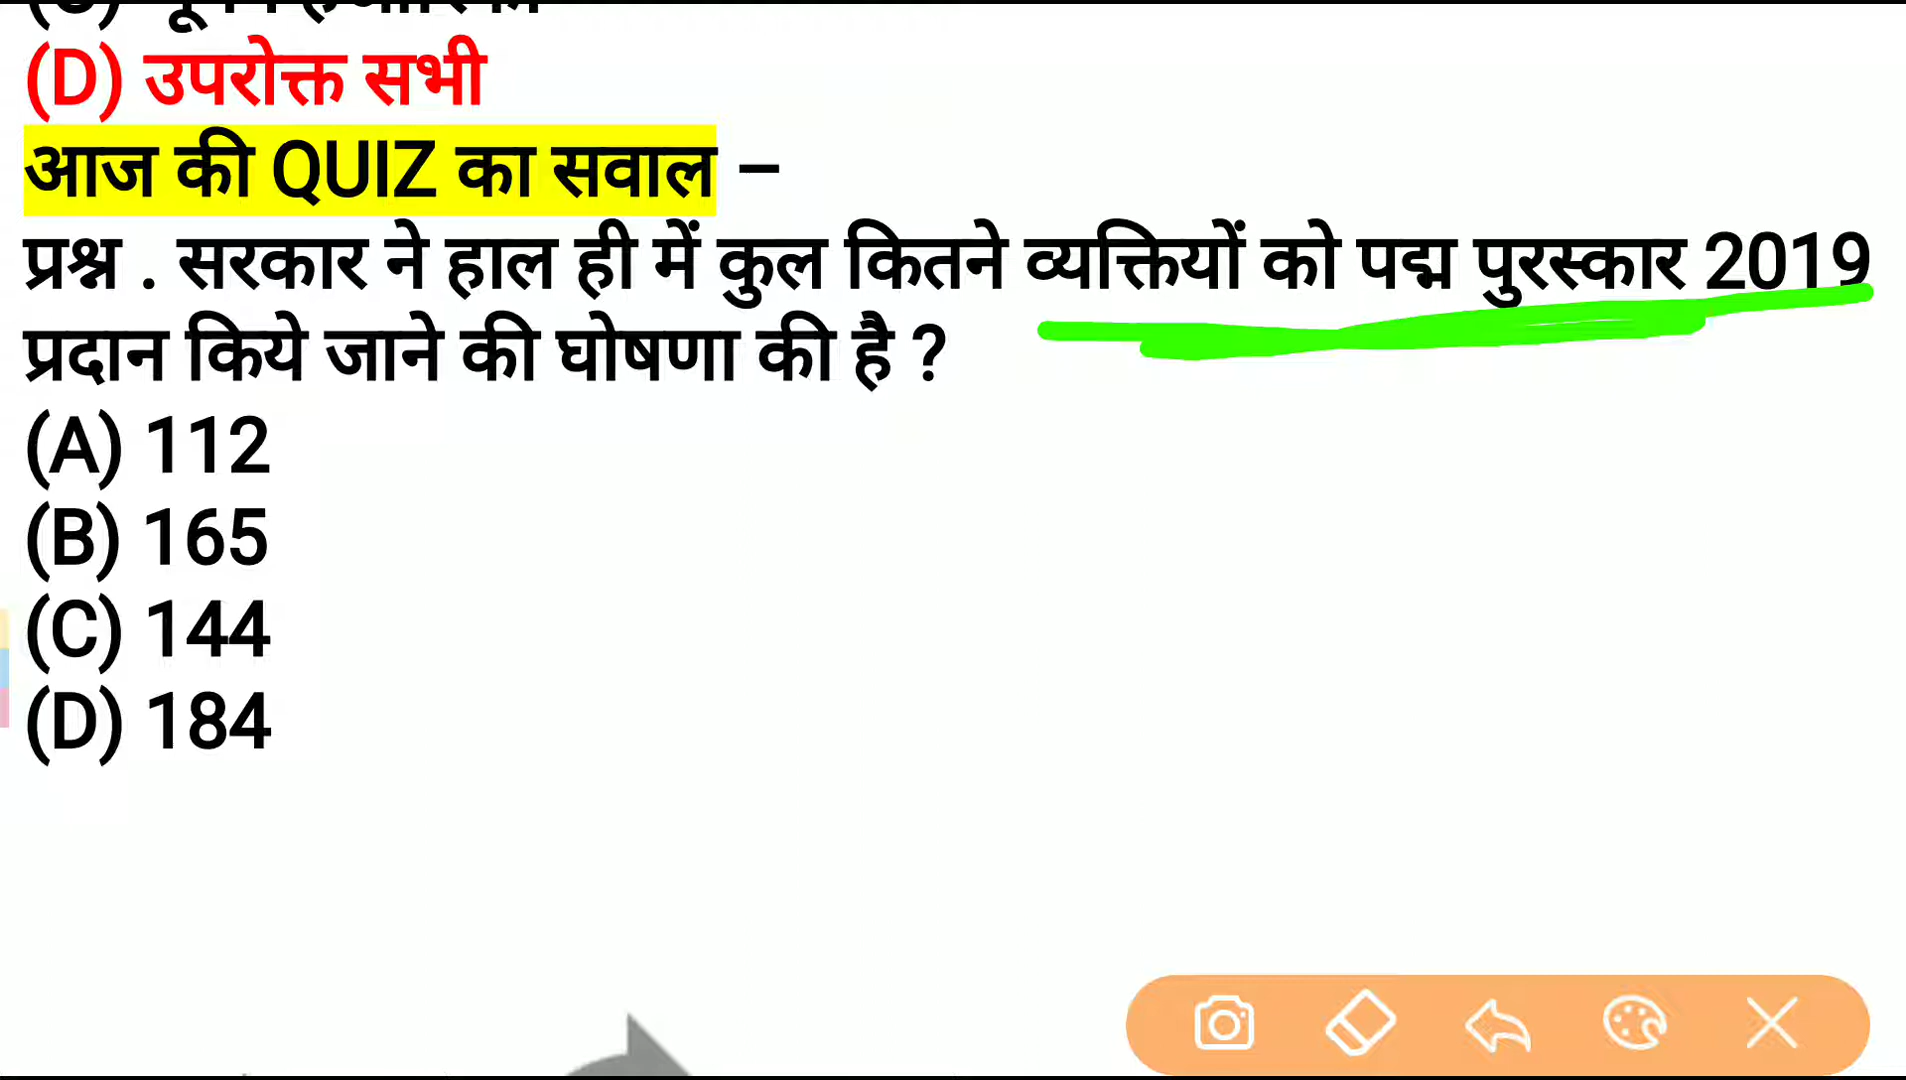 (D) उपरोक्त सभी
आज की QUIZ का सवाल –
प्रश्न . सरकार ने हाल ही में कुल कितने व्यक्तियों को पद्म पुरस्कार 2019
प्रदान किये जाने की घोषणा की है ?
(A) 112
(B) 165
(C) 144
(D) 184